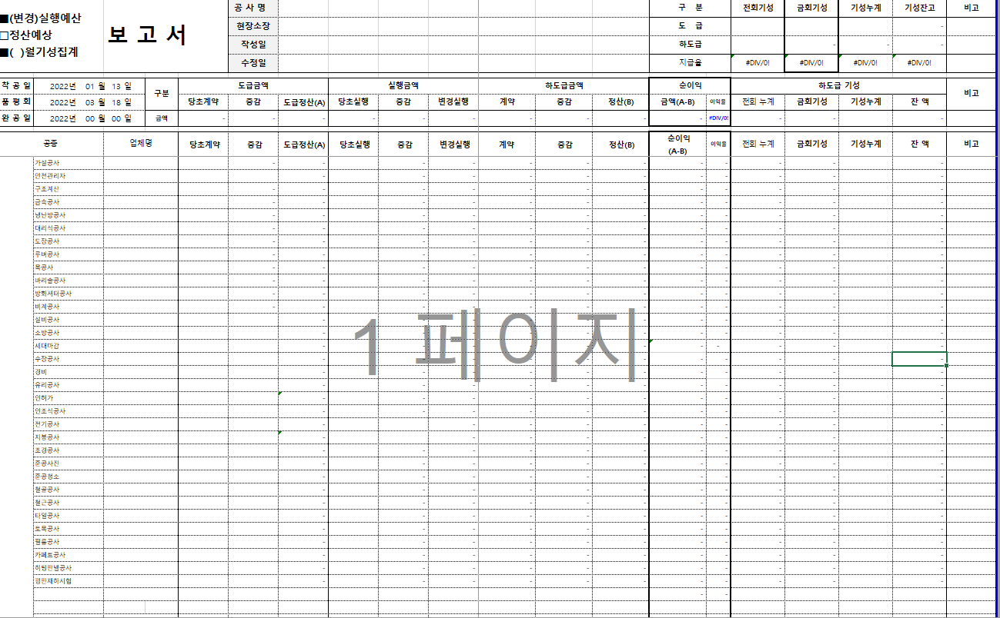 공 사 명 구 분 전회기성 금회기성 기성누계 기성잔고 비고
■(변경)실행예산
□정산예상
■( )월기성집계
보 고 서
현장소장 도 급 -
작성일 하도급 - - -
수정일 지급율 #DIV/0! #DIV/0! #DIV/0! #DIV/0!
착 공 일 2022년 01 월 13 일 구분 도급금액 실행금액 하도급금액 순이익 하도급 기성 비고
품 평 회 2022년 03 월 18 일 당초계약 증감 도급정산(A) 당초실행 증감 변경실행 계약 증감 정산(B) 금액(A-B) 이익율 전회 누계 금회기성 기성누계 잔 액
완 공 일 2022년 00 월 00 일 금액 - - - - - - - - - - #DIV/0! - - - -
공종 업체명 당초계약 증감 도급정산(A) 당초실행 증감 변경실행 계약 증감 정산(B) 순이익 (A-B) 이익율 전회 누계 금회기성 기성누계 잔 액 비고
가설공사
안전관리자
구조계산
금속공사
냉난방공사
대리석공사
도장공사
루버공사
목공사
바리솔공사
방화셔터공사
비계공사
설비공사
소방공사
세대마감
수장공사
경비
유리공사
인허가
인조석공사
전기공사
지붕공사
조경공사
준공사진
준공청소
철골공사
철근공사
타일공사
토목공사
필름공사
카페트공사
히팅판넬공사
평판재하시험
1 페이지